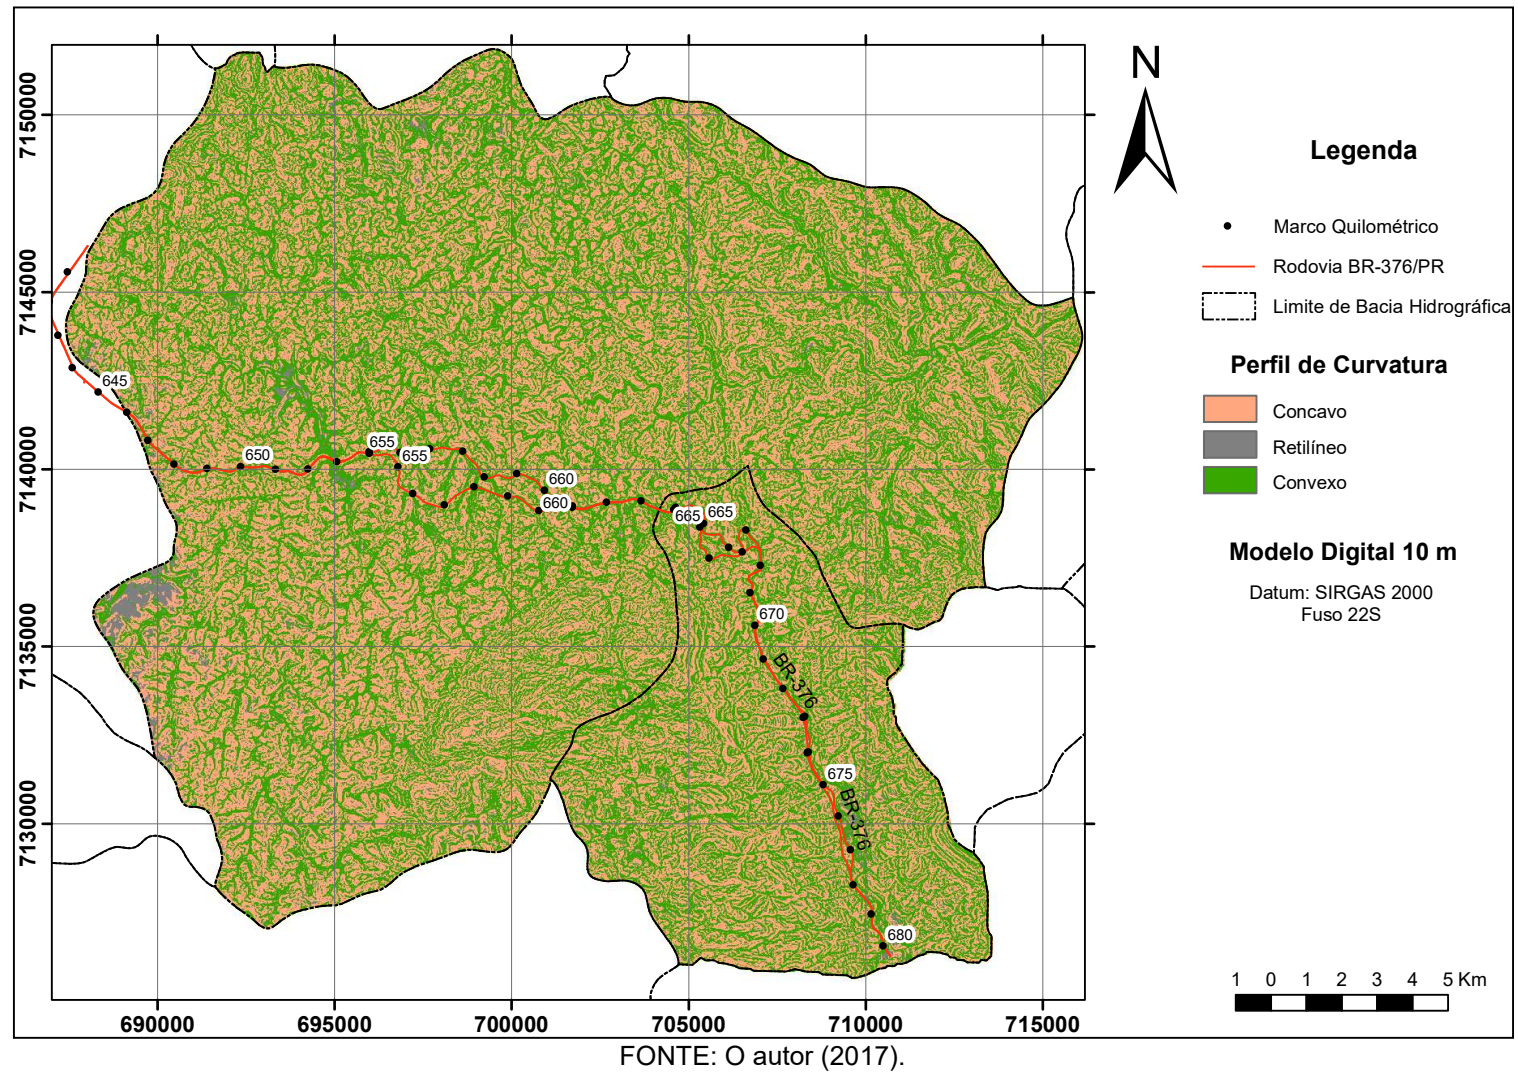 N
Legenda
Marco Quilométrico
Rodovia BR-376/PR
Limite de Bacia Hidrográfica
Perfil de Curvatura
Concavo
Retilíneo
Convexo
Modelo Digital 10 m
Datum: SIRGAS 2000
Fuso 22S
1 0 1 2 3 4 5 Km
7150000
7145000
7140000
7135000
7130000
645
650
655
655
660
660
665
665
670
BR-376
675
BR-376
680
690000 695000 700000 705000 710000 715000
FONTE: O autor (2017).